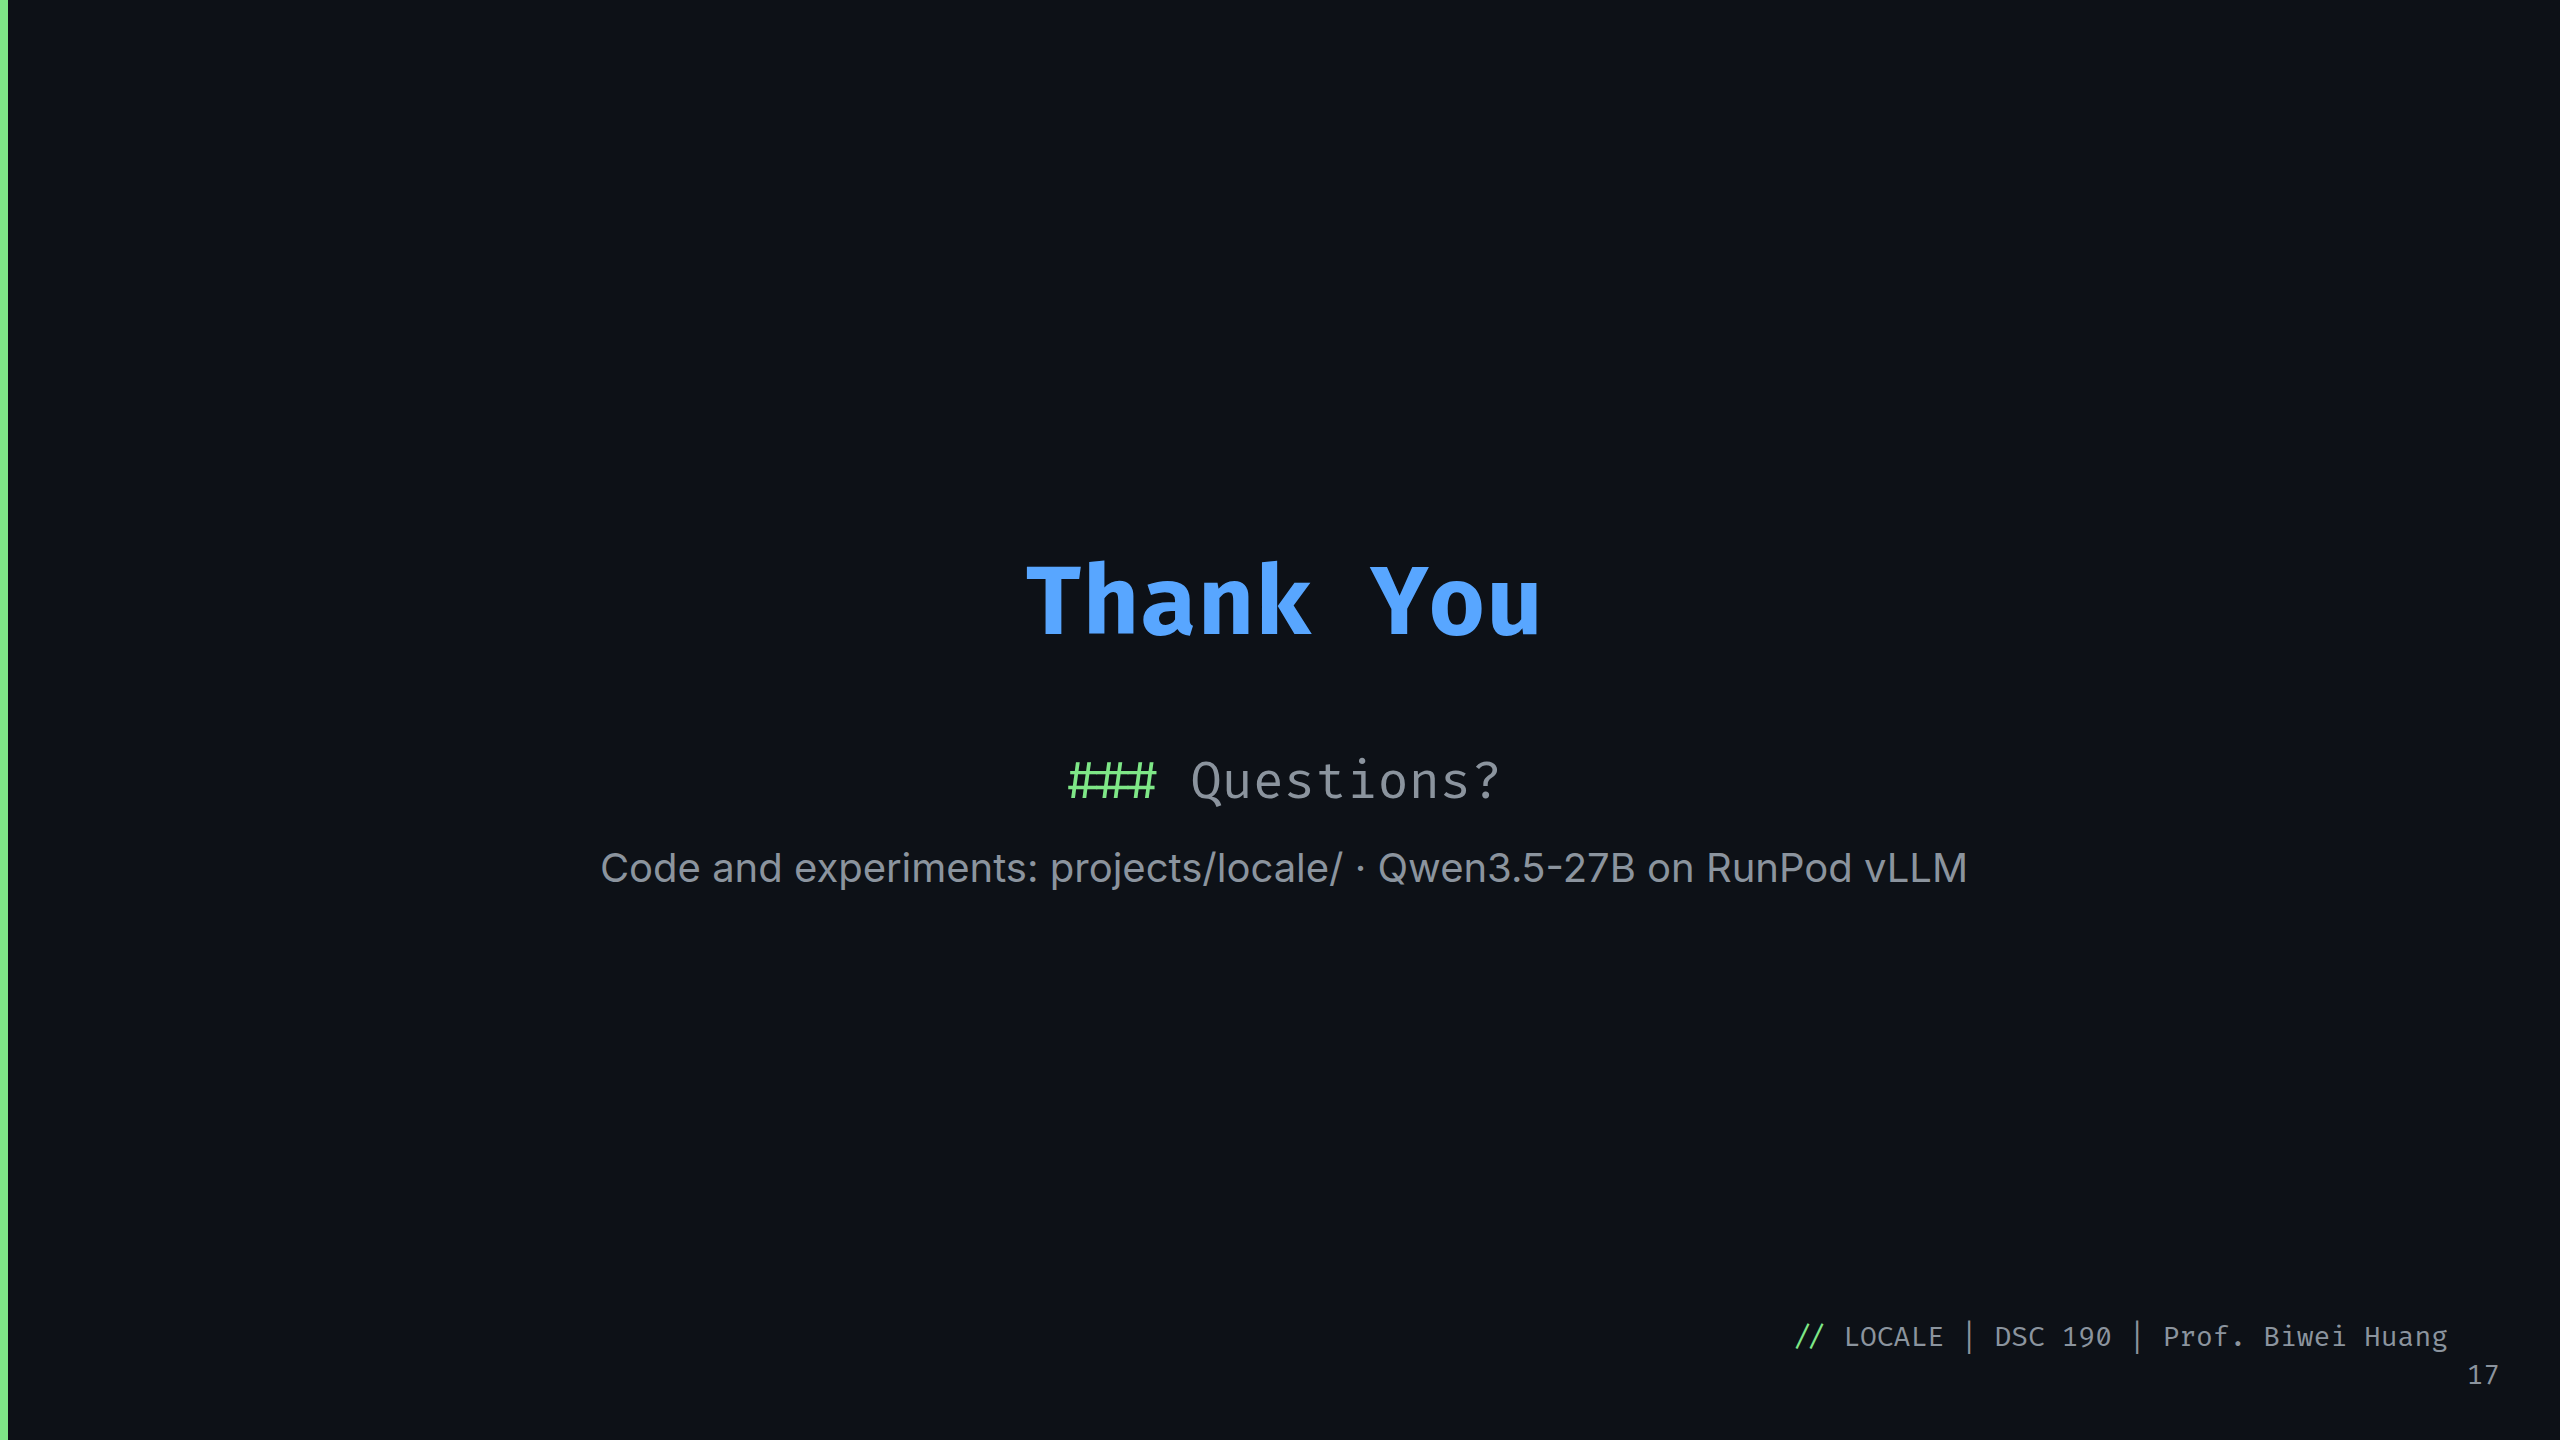 Thank You
### Questions?
Code and experiments: projects/locale/ · Qwen3.5-27B on RunPod vLLM
// LOCALE | DSC 190 | Prof. Biwei Huang
17